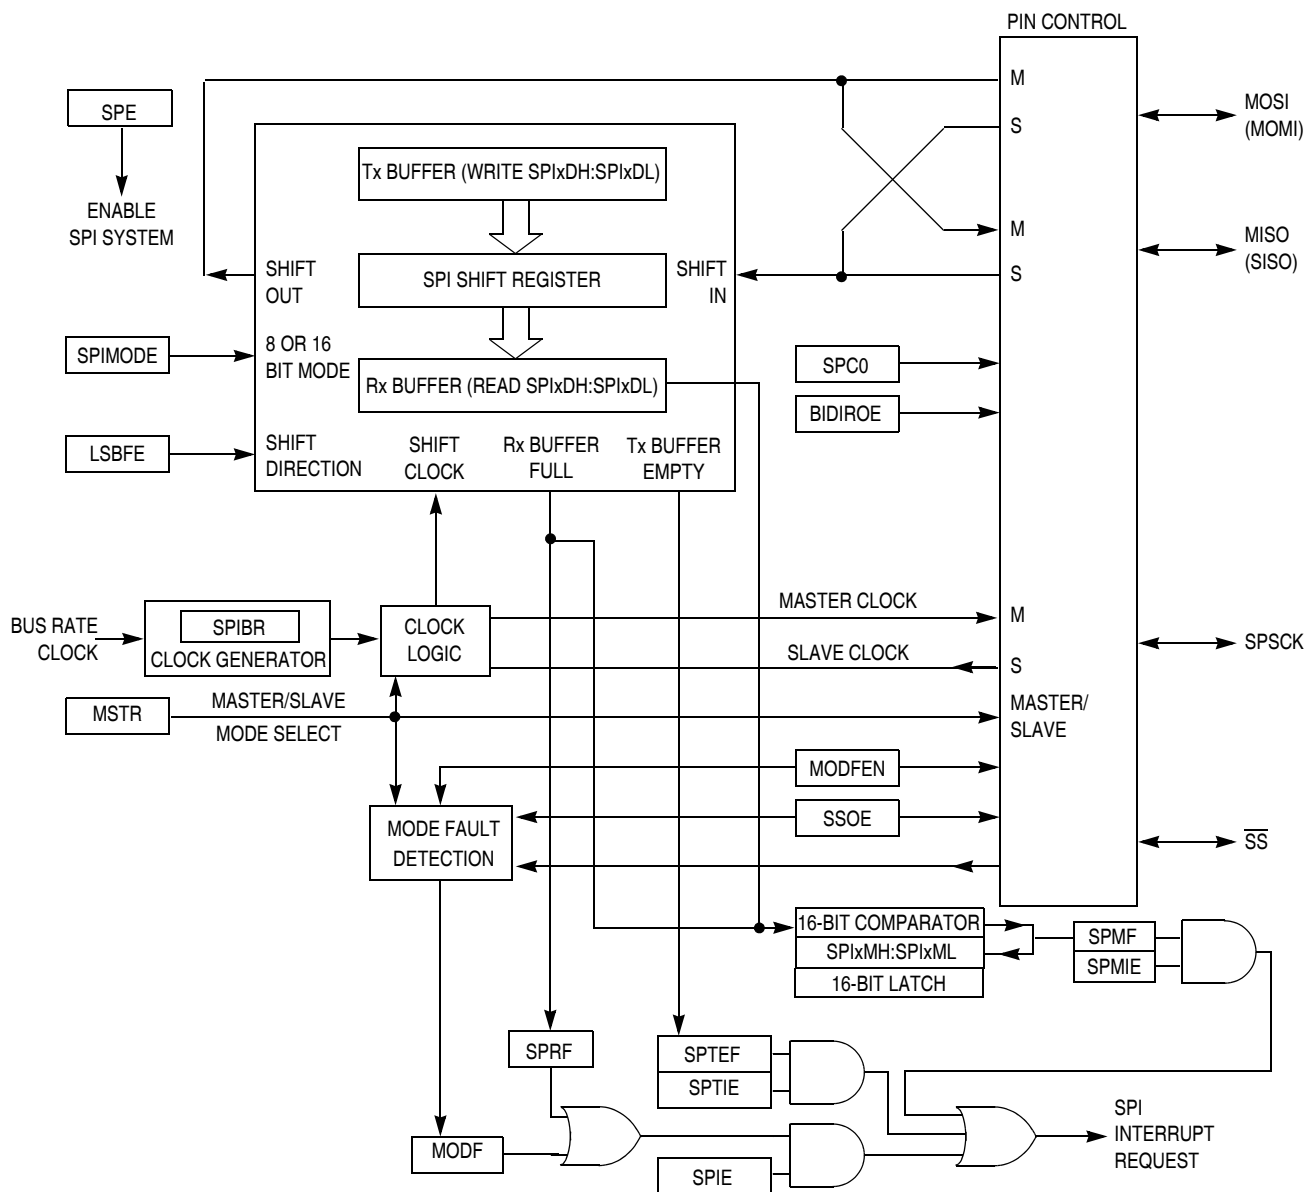 PIN CONTROL
M
MOSI
(MOMI)
SPE
S
Tx BUFFER (WRITE SPIxDH:SPIxDL)
ENABLE
SPI SYSTEM
M
MISO
(SISO)
SHIFT
OUT
SPI SHIFT REGISTER
SHIFT
IN
S
SPIMODE
8 OR 16
BIT MODE
Rx BUFFER (READ SPIxDH:SPIxDL)
SPC0
BIDIROE
LSBFE
SHIFT
DIRECTION
SHIFT
CLOCK
Rx BUFFER
FULL
Tx BUFFER
EMPTY
BUS RATE
CLOCK
SPIBR
CLOCK GENERATOR
CLOCK
LOGIC
MASTER CLOCK
M
SLAVE CLOCK
S
SPSCK
MSTR
MASTER/SLAVE
MODE SELECT
MASTER/
SLAVE
MODFEN
SSOE
MODE FAULT
DETECTION
SS
16-BIT COMPARATOR
SPIxMH:SPIxML
16-BIT LATCH
SPMF
SPMIE
SPRF
SPTEF
SPTIE
MODF
SPIE
SPI
INTERRUPT
REQUEST